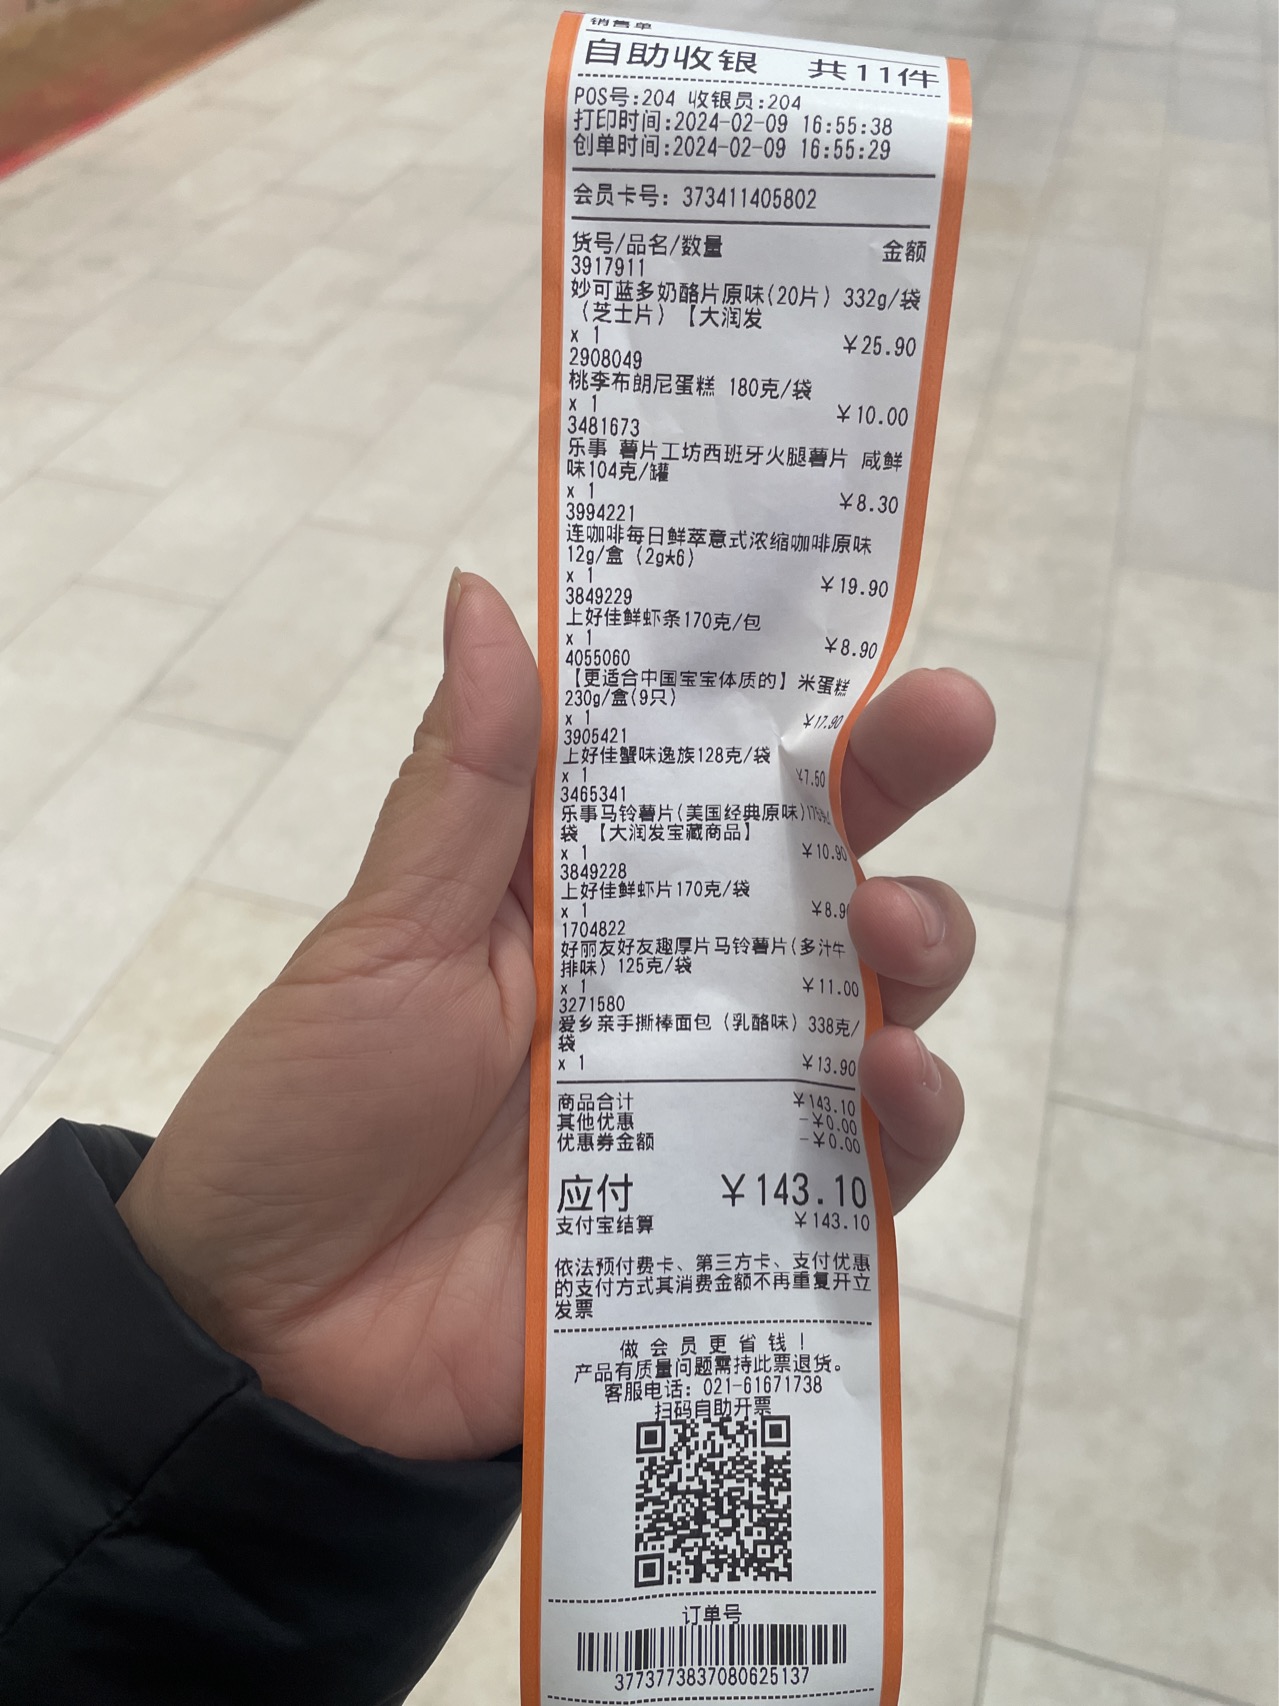 销售单
自助收银 共11件
POS号:204 收银员:204
打印时间:2024-02-09 16:55:38
创单时间:2024-02-09 16:55:29
会员卡号: 373411405802
货号/品名/数量 金额
3917911
妙可蓝多奶酪片原味(20片) 332g/袋
(芝士片)【大润发
x 1 ￥25.90
2908049
桃李布朗尼蛋糕 180克/袋
x 1 ￥10.00
3481673
乐事 薯片工坊西班牙火腿薯片 咸鲜
味104克/罐
x 1 ￥8.30
3994221
连咖啡每日鲜萃意式浓缩咖啡原味
12g/盒 (2g*6)
x 1 ￥19.90
3849229
上好佳鲜虾条170克/包
x 1 ￥8.90
4055060
【更适合中国宝宝体质的】米蛋糕
230g/盒(9只)
x 1 ￥17.90
3905421
上好佳蟹味逸族128克/袋
x 1 ￥7.50
3465341
乐事马铃薯片(美国经典原味)
袋 【大润发宝藏商品】
x 1 ￥10.90
3849228
上好佳鲜虾片170克/袋
x 1 ￥8.9
1704822
好丽友好友趣厚片马铃薯片(多汁牛
排味) 125克/袋
x 1 ￥11.00
3271580
爱乡亲手撕棒面包 (乳酪味) 338克/
袋
x 1 ￥13.90
商品合计 ￥143.10
其他优惠 -￥0.00
优惠券金额 -￥0.00
应付 ￥143.10
支付宝结算 ￥143.10
依法预付费卡、第三方卡、支付优惠
的支付方式其消费金额不再重复开立
发票
做 会 员 更 省 钱 !
产品有质量问题需持此票退货。
客服电话: 021-61671738
扫码自助开票
订单号
3773773837080625137